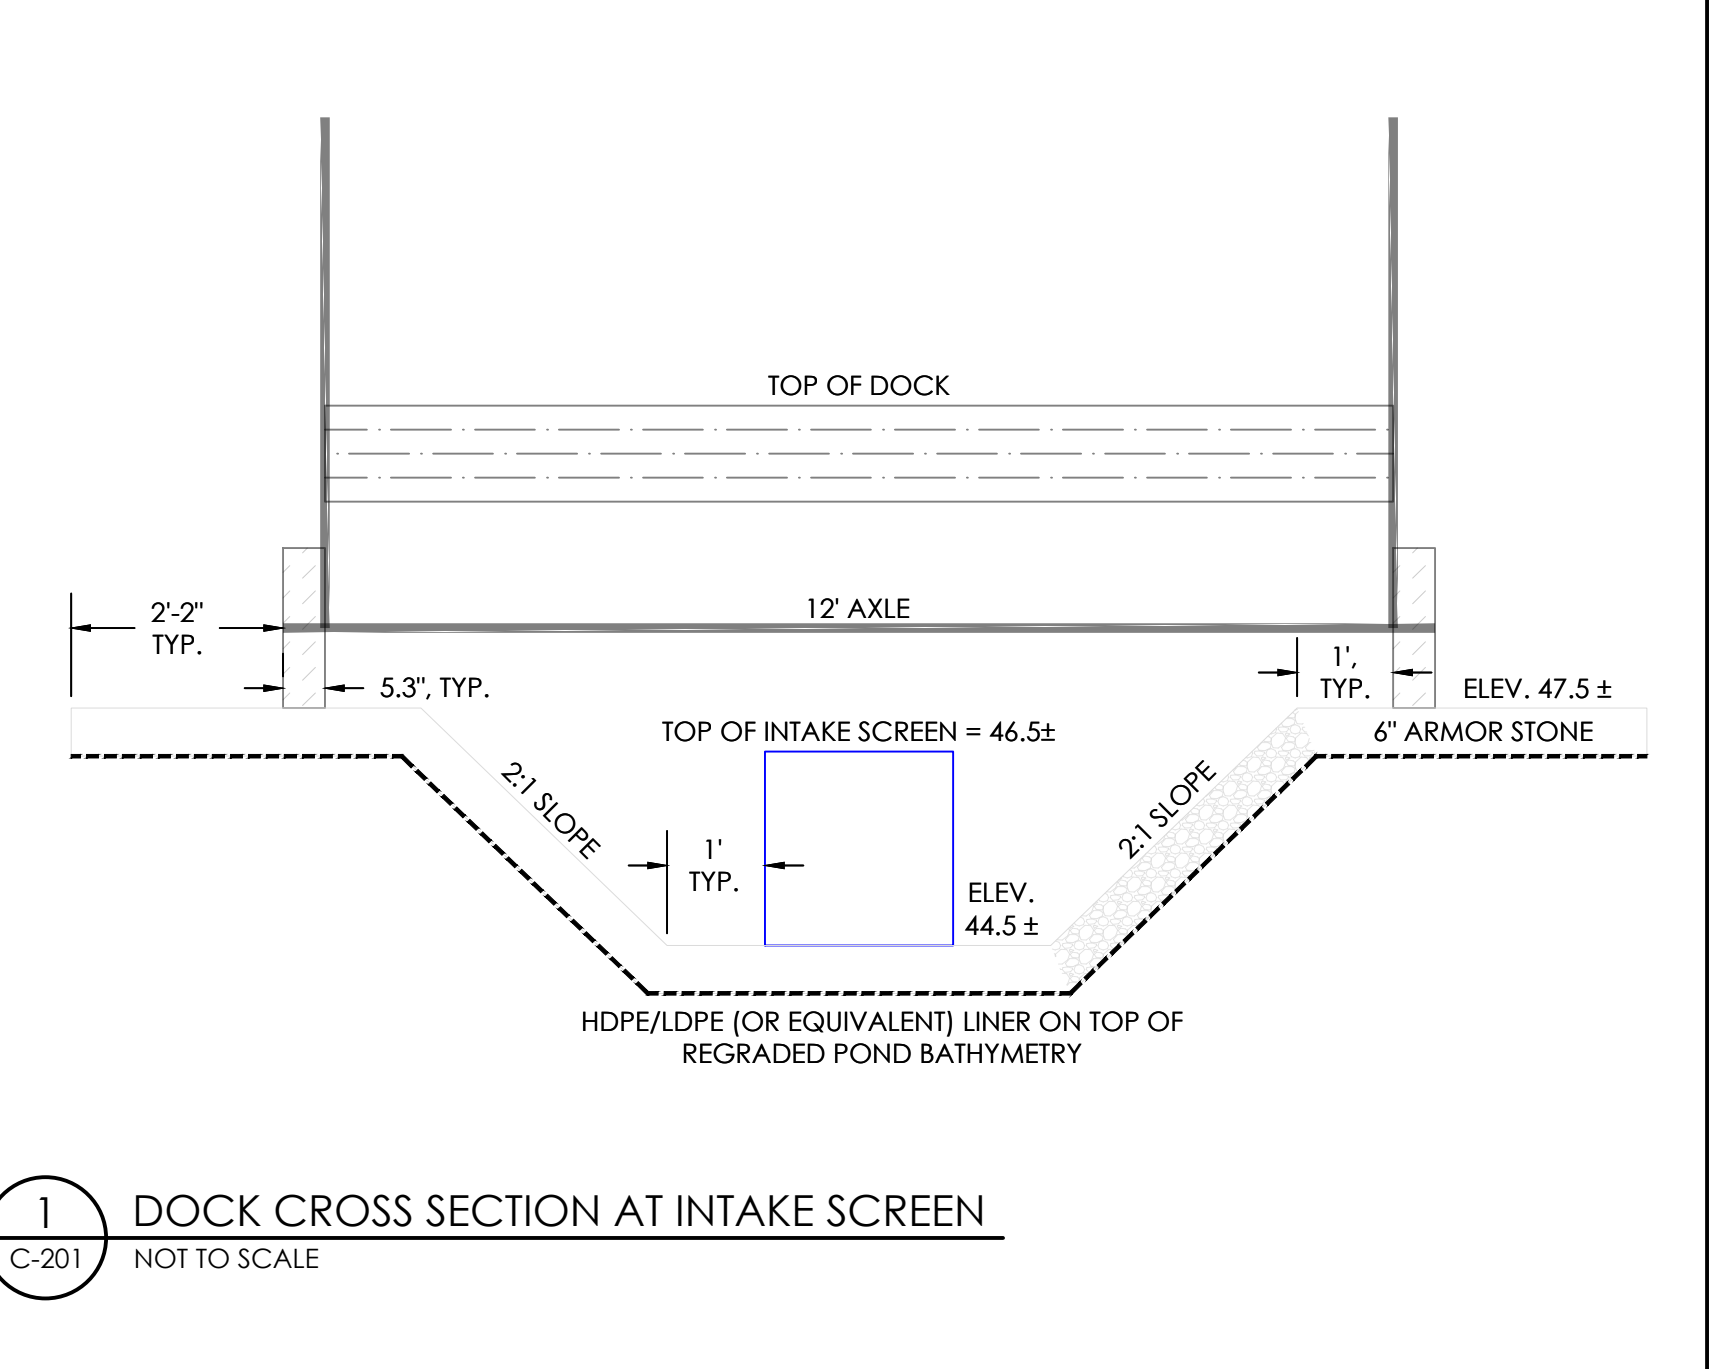 TOP OF DOCK
12' AXLE
2'-2"
TYP.
5.3", TYP.
1',
TYP.
ELEV. 47.5 ±
6" ARMOR STONE
TOP OF INTAKE SCREEN = 46.5±
2:1 SLOPE
2:1 SLOPE
1'
TYP.
ELEV.
44.5 ±
HDPE/LDPE (OR EQUIVALENT) LINER ON TOP OF
REGRADED POND BATHYMETRY
1
DOCK CROSS SECTION AT INTAKE SCREEN
C-201
NOT TO SCALE